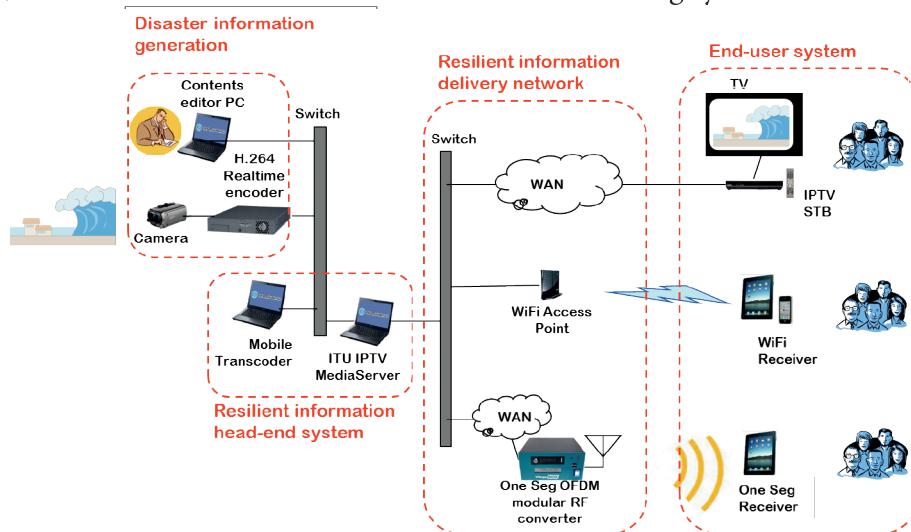 Disaster information
generation
Contents
editor PC
Switch
H.264
Realtime
encoder
Camera
Mobile
Transcoder
ITU IPTV
MediaServer
Resilient information
head-end system
Resilient information
delivery network
Switch
WAN
WiFi Access
Point
WAN
One Seg OFDM
modular RF
converter
End-user system
TV
IPTV
STB
WiFi
Receiver
One Seg
Receiver